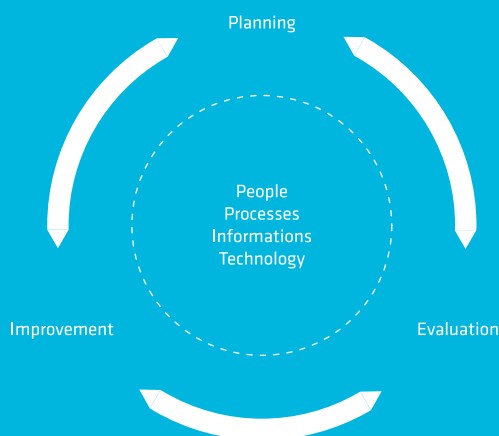 Planning
People
Processes
Informations
Technology
Improvement
Evaluation